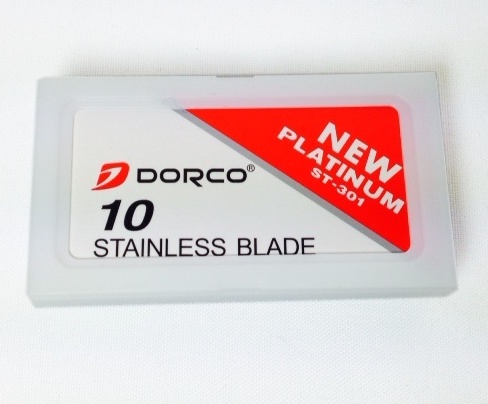 DORCO®
10
STAINLESS BLADE
NEW
PLATINUM
ST-301